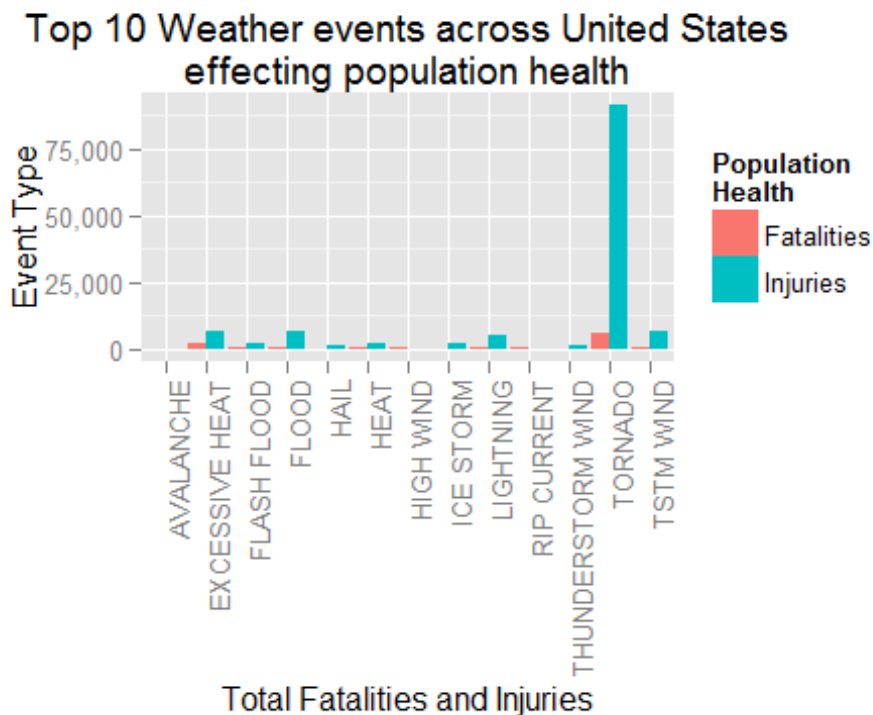 Top 10 Weather events across United States
effecting population health
Event Type
75,000
50,000
25,000
0
AVALANCHE
EXCESSIVE HEAT
FLASH FLOOD
FLOOD
HAIL
HEAT
HIGH WIND
ICE STORM
LIGHTNING
RIP CURRENT
THUNDERSTORM WIND
TORNADO
TSTM WIND
Total Fatalities and Injuries
Population
Health
Fatalities
Injuries